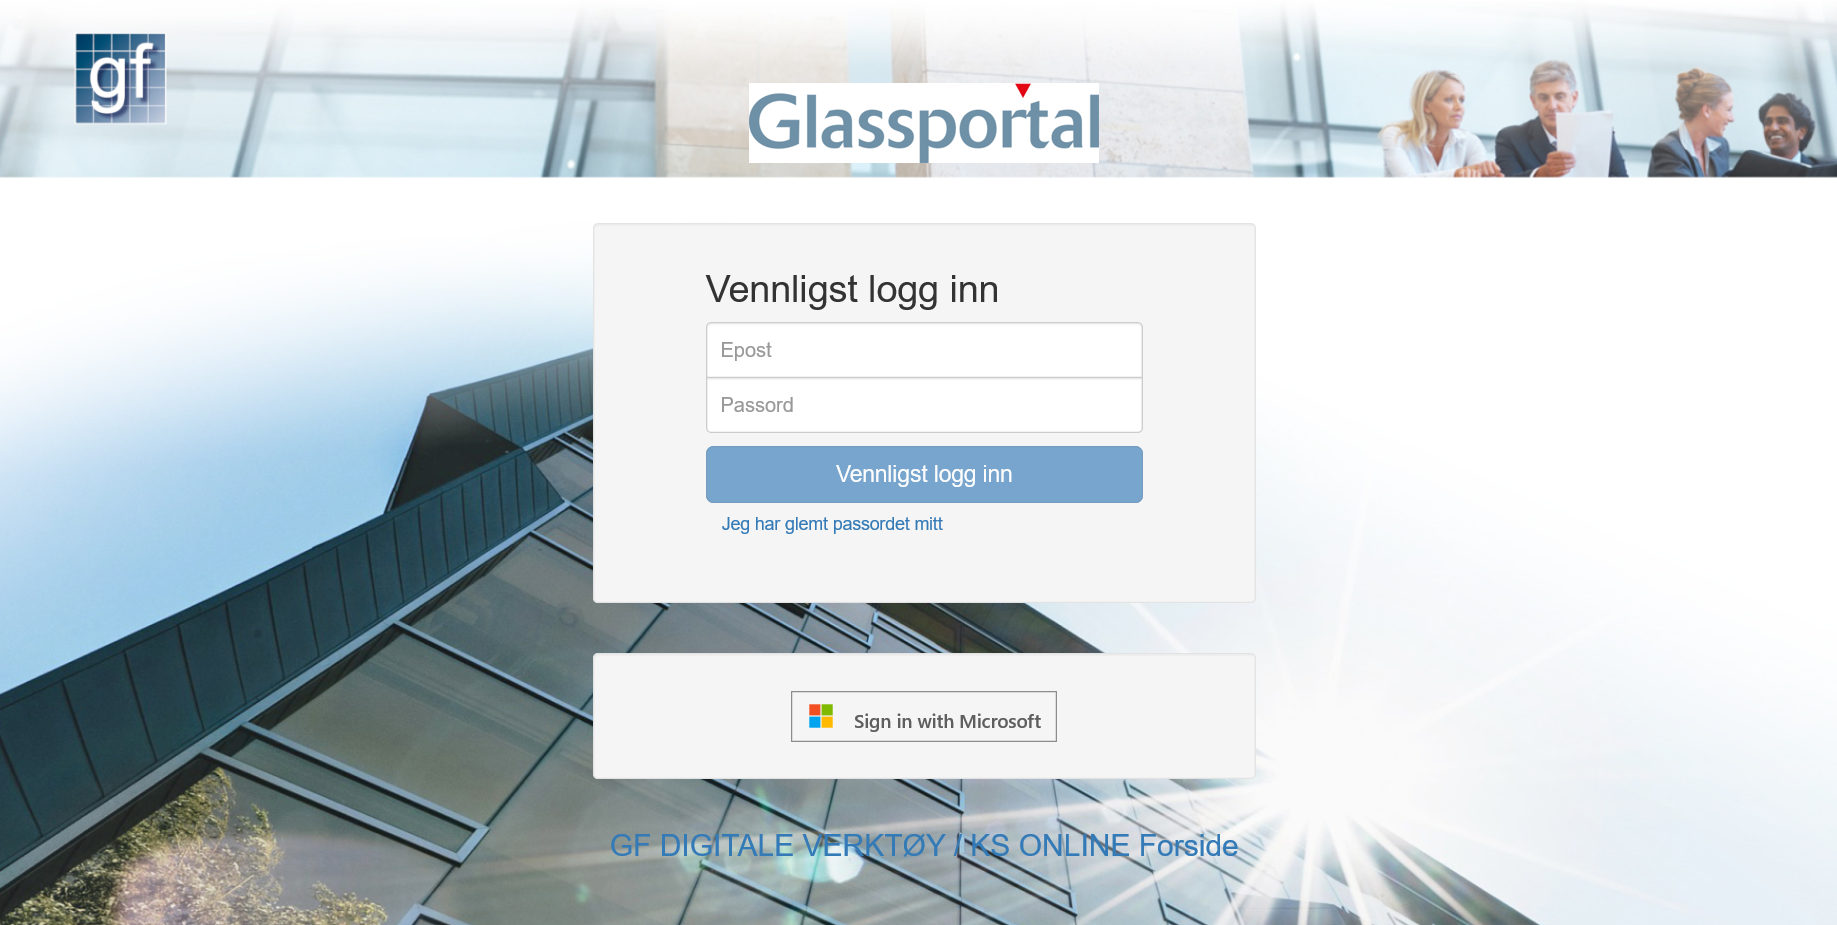 gf
Glassportal
Vennligst logg inn
Epost
Passord
Vennligst logg inn
Jeg har glemt passordet mitt
Sign in with Microsoft
GF DIGITALE VERKTØY / KS ONLINE Forside